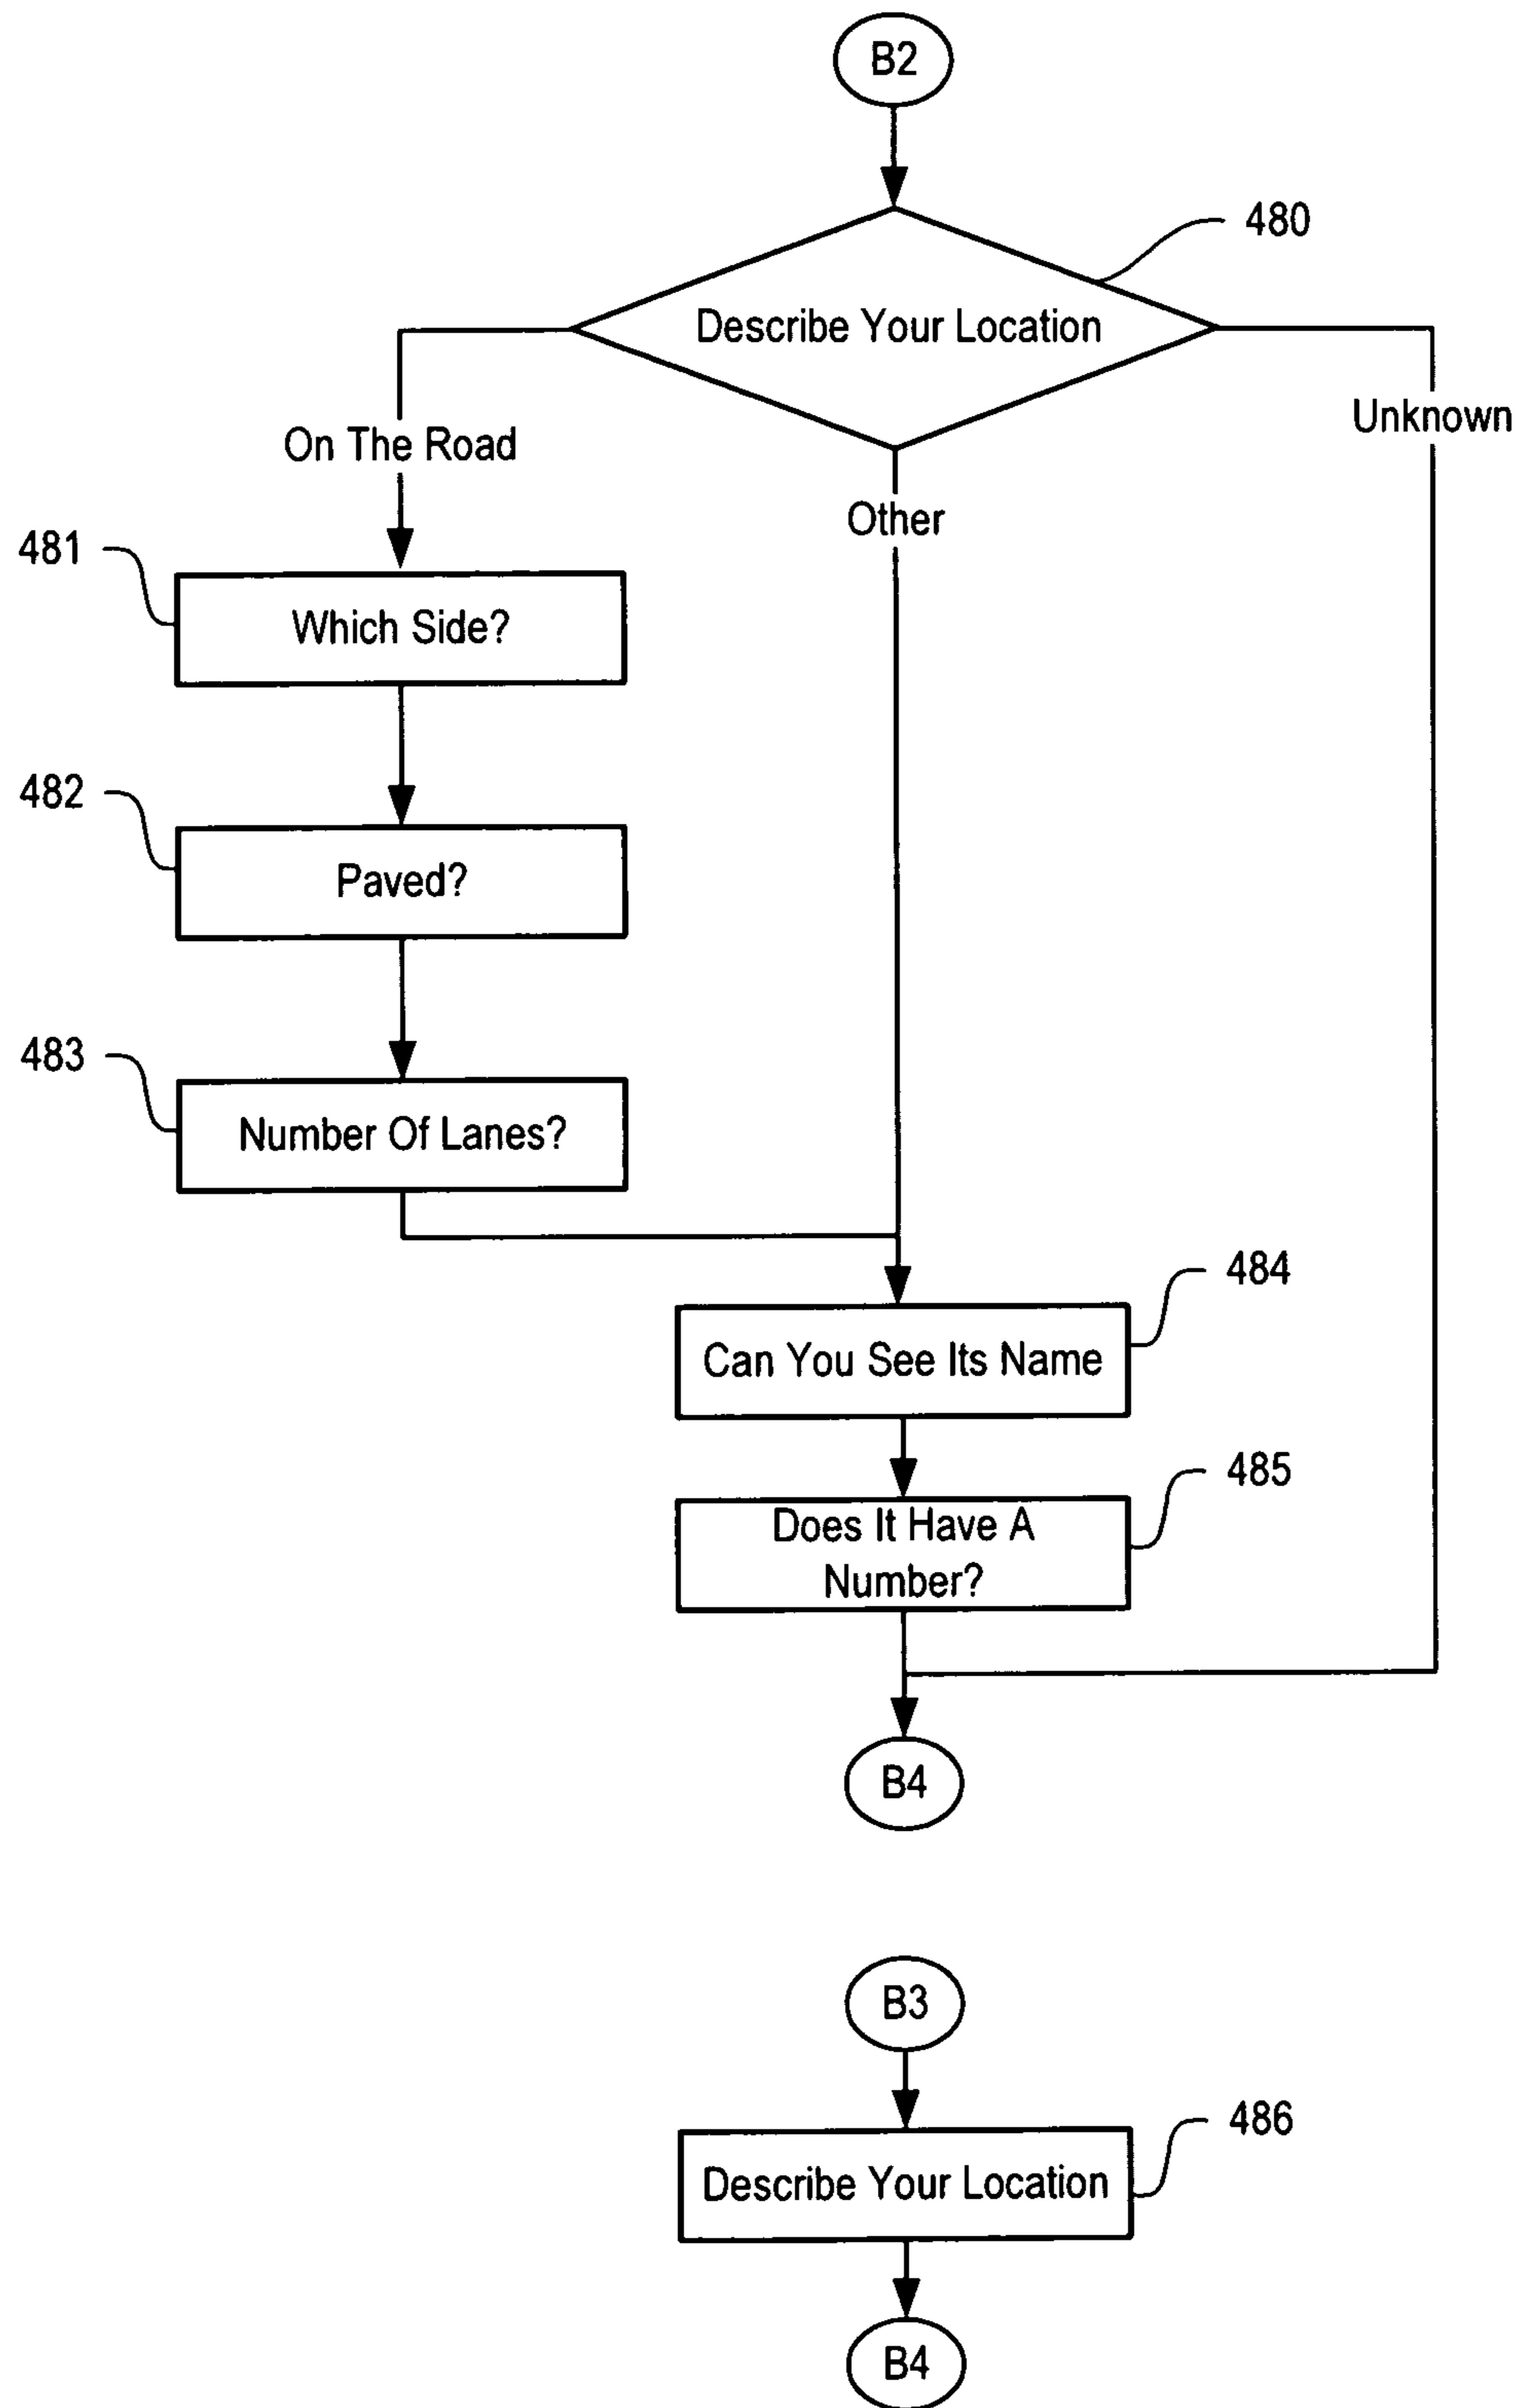 B2
480
Describe Your Location
Unknown
On The Road
Other
481
Which Side?
482
Paved?
483
Number Of Lanes?
484
Can You See Its Name
485
Does It Have A
Number?
B4
B3
486
Describe Your Location
B4